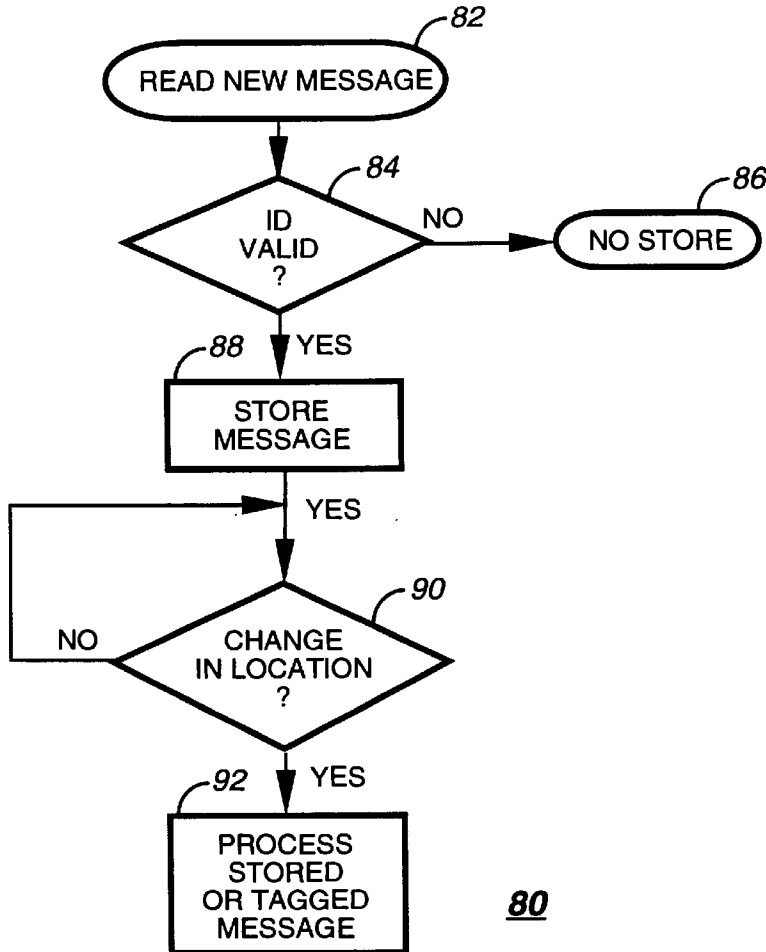 82
READ NEW MESSAGE
84
86
ID
VALID
?
NO
NO STORE
88
YES
STORE
MESSAGE
YES
90
NO
CHANGE
IN LOCATION
?
92
YES
PROCESS
STORED
OR TAGGED
MESSAGE
80